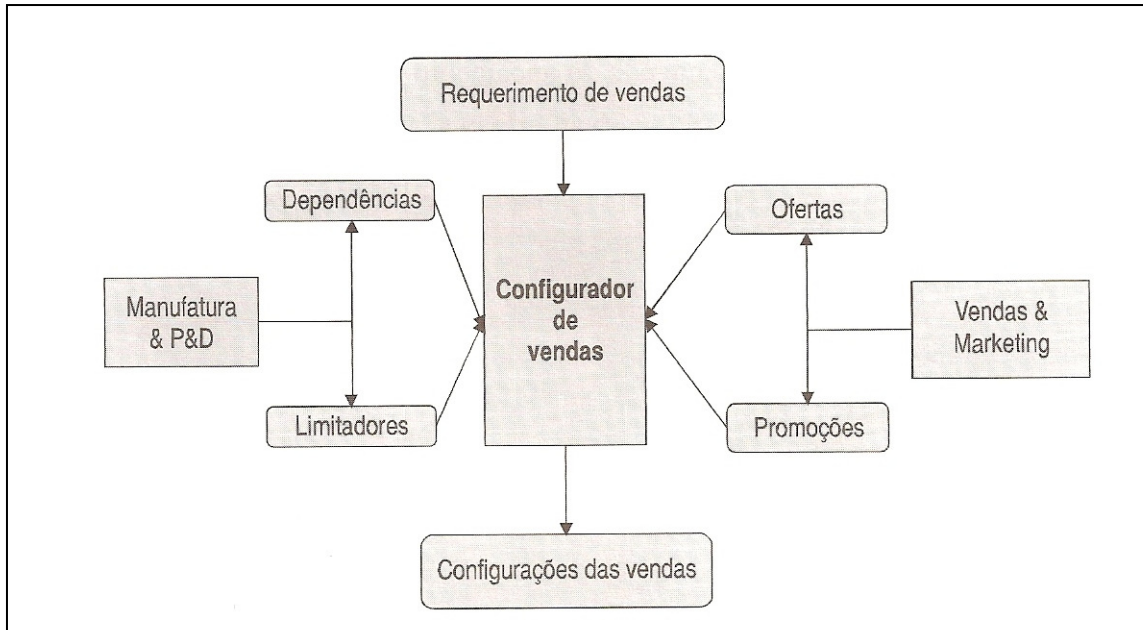 Requerimento de vendas
Dependências
Ofertas
Manufatura
& P&D
Configurador
de
vendas
Vendas &
Marketing
Limitadores
Promoções
Configurações das vendas